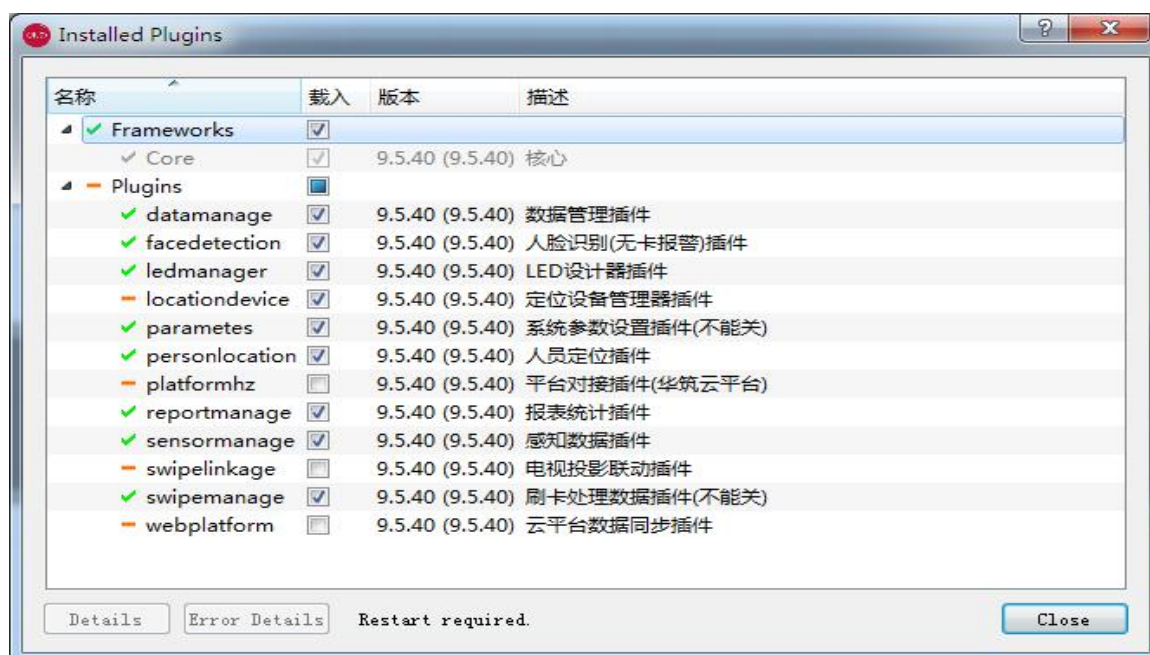 Installed Plugins
名称 载入 版本 描述
Frameworks
Core 9.5.40 (9.5.40) 核心
Plugins
datamanage 9.5.40 (9.5.40) 数据管理插件
facedetection 9.5.40 (9.5.40) 人脸识别(无卡报警)插件
ledmanager 9.5.40 (9.5.40) LED设计器插件
locationdevice 9.5.40 (9.5.40) 定位设备管理器插件
parametes 9.5.40 (9.5.40) 系统参数设置插件(不能关)
personlocation 9.5.40 (9.5.40) 人员定位插件
platformhz 9.5.40 (9.5.40) 平台对接插件(华筑云平台)
reportmanage 9.5.40 (9.5.40) 报表统计插件
sensormanage 9.5.40 (9.5.40) 感知数据插件
swipelinkage 9.5.40 (9.5.40) 电视投影联动插件
swipemanage 9.5.40 (9.5.40) 刷卡处理数据插件(不能关)
webplatform 9.5.40 (9.5.40) 云平台数据同步插件
Details Error Details Restart required. Close